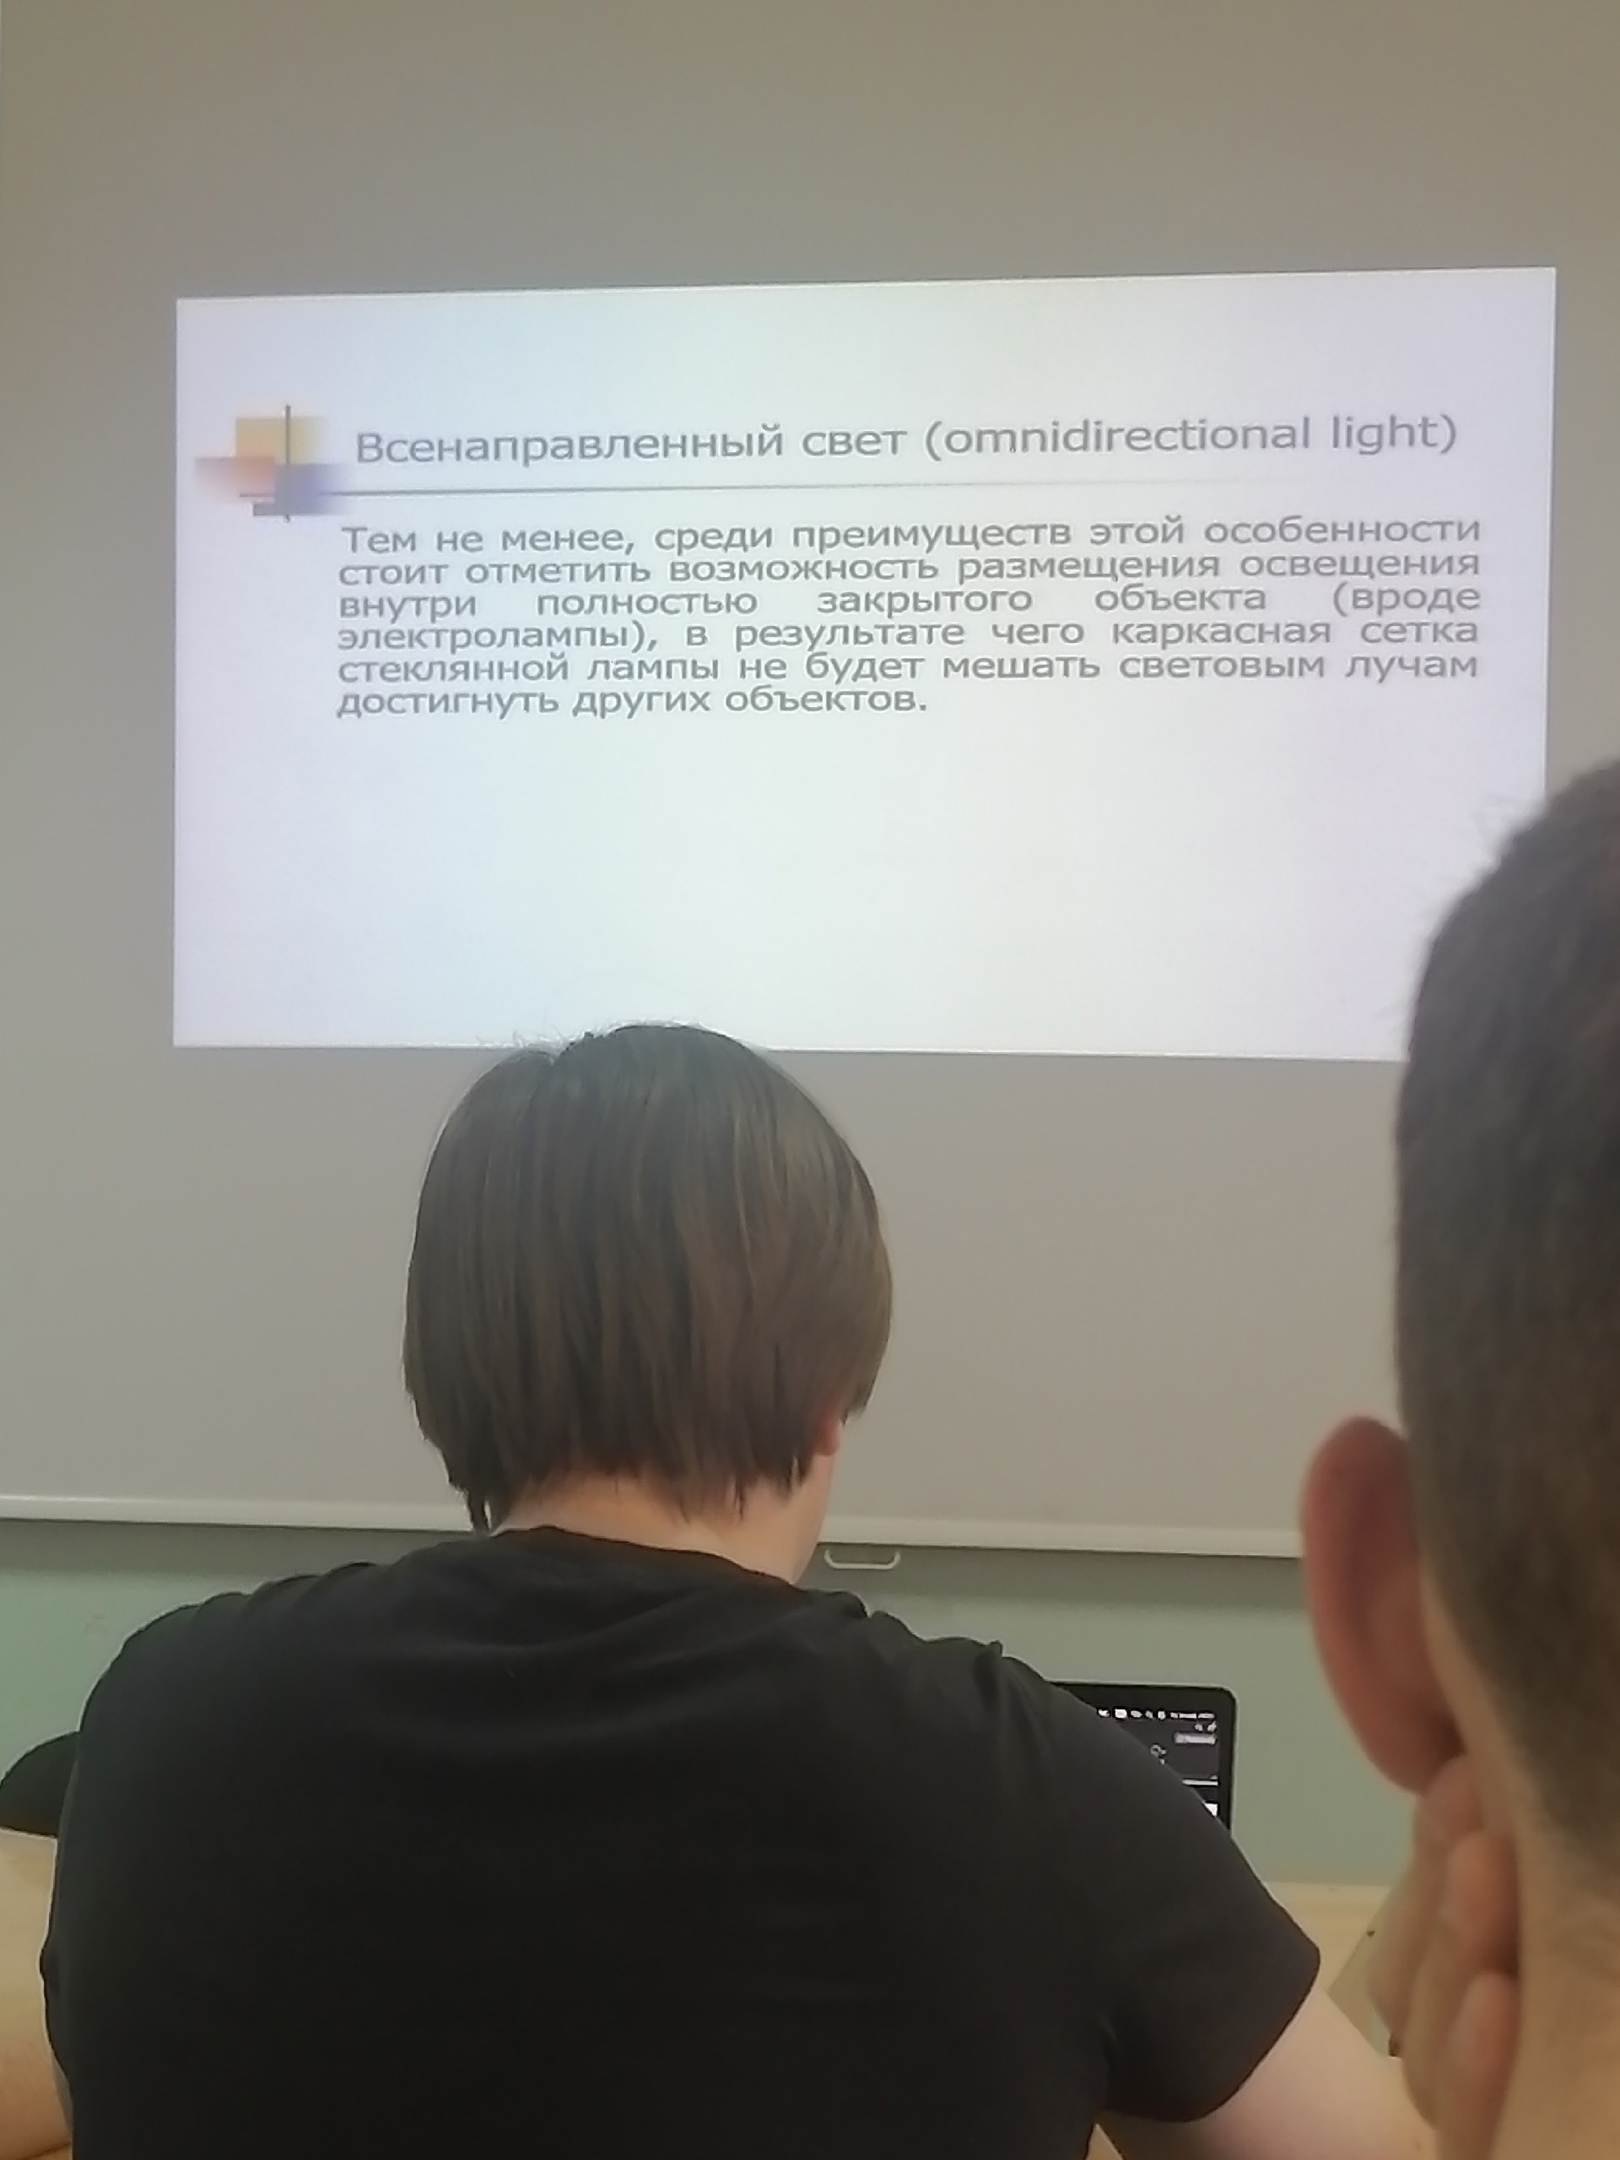 Всенаправленный свет (omnidirectional light)
Тем не менее, среди преимуществ этой особенности
стоит отметить возможность размещения освещения
внутри полностью закрытого объекта (вроде
электролампы), в результате чего каркасная сетка
стеклянной лампы не будет мешать световым лучам
достигнуть других объектов.